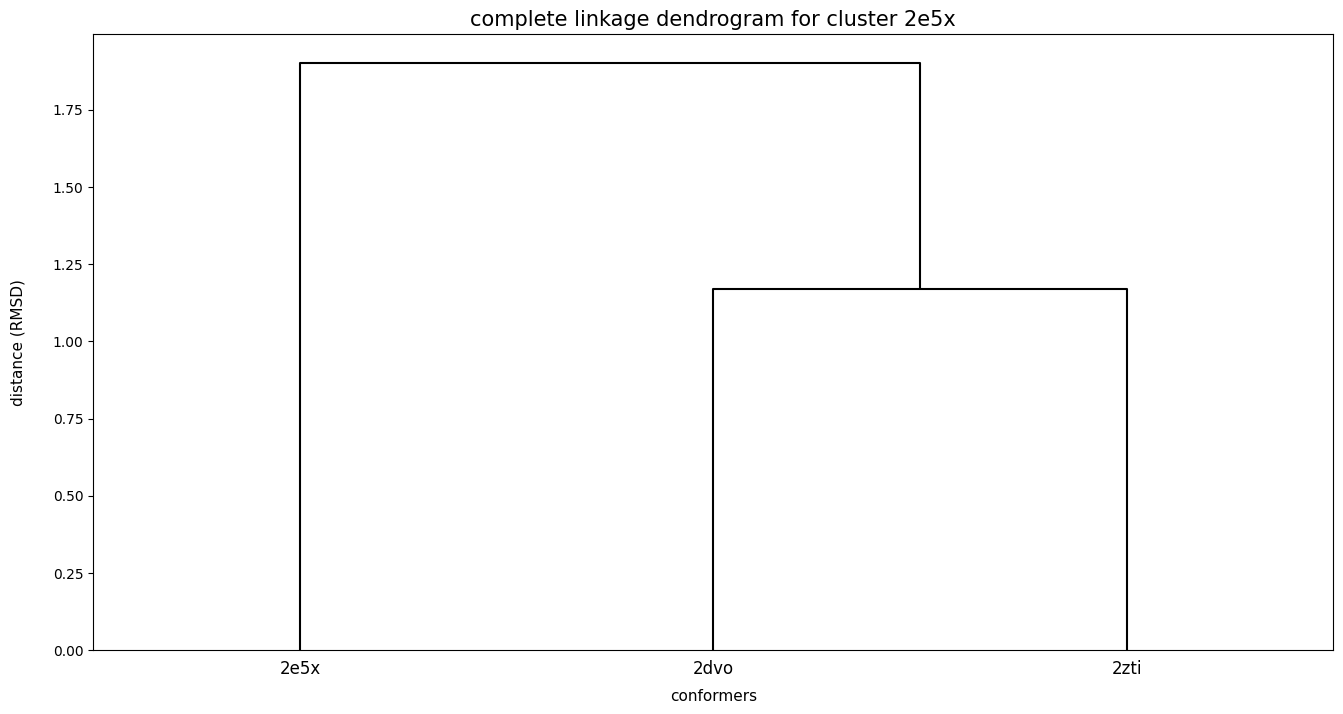 complete linkage dendrogram for cluster 2e5x
distance (RMSD)
1.75
1.50
1.25
1.00
0.75
0.50
0.25
0.00
2e5x 2dvo 2zti
conformers